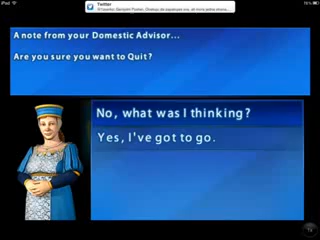 iPad
Twitter
A note from your Domestic Advisor...
Are you sure you want to Quit?
No, what was I thinking?
Yes, I've got to go.